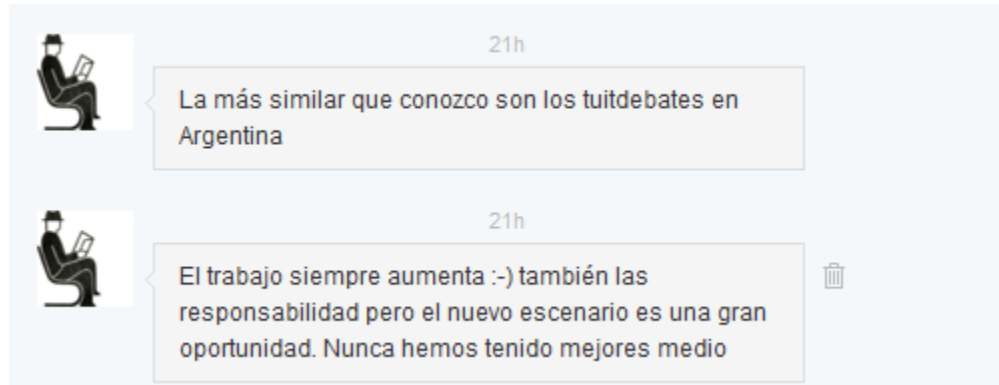 21h
La más similar que conozco son los tuitdebates en
Argentina
21h
El trabajo siempre aumenta :-) también las
responsabilidad pero el nuevo escenario es una gran
oportunidad. Nunca hemos tenido mejores medio